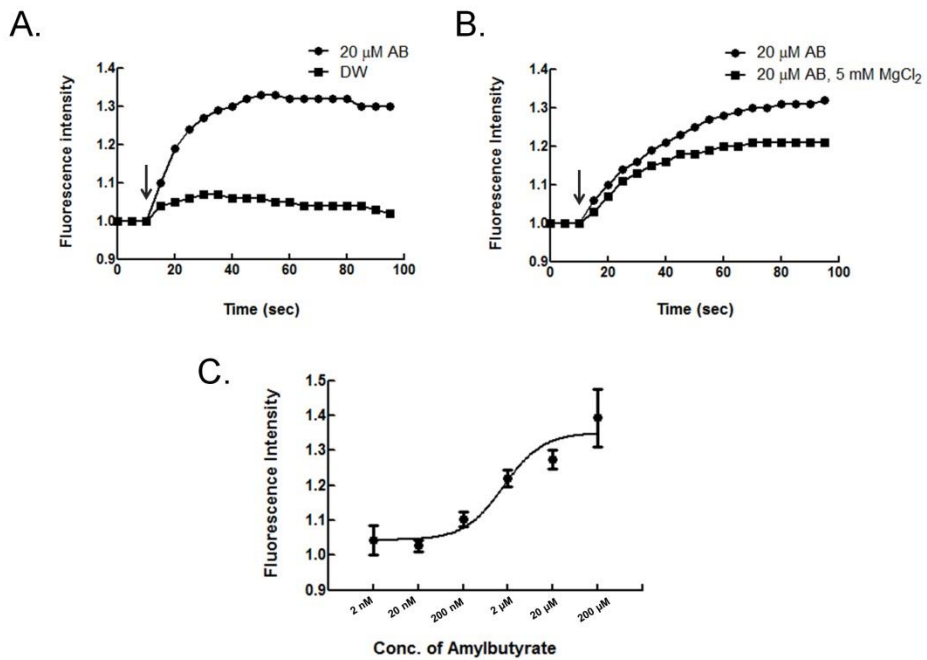 A.
20 μM AB
DW
Fluorescence intensity
1.4
1.3
1.2
1.1
1.0
0.9
0 20 40 60 80 100
Time (sec)
B.
20 μM AB
20 μM AB, 5 mM MgCl₂
Fluorescence Intensity
1.4
1.3
1.2
1.1
1.0
0.9
0 20 40 60 80 100
Time (sec)
C.
Fluorescence Intensity
1.5
1.4
1.3
1.2
1.1
1.0
0.9
2 nM 20 nM 200 nM 2 μM 20 μM 200 μM
Conc. of Amylbutyrate